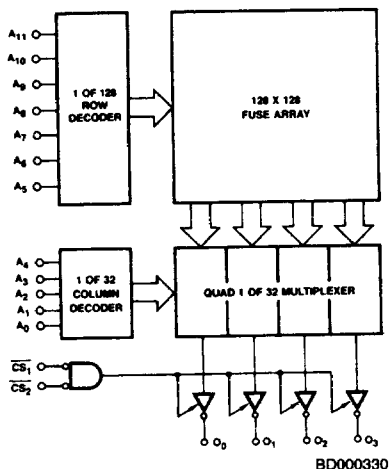 A11
A10
A9
A8
A7
A6
A5
1 OF 128
ROW
DECODER
128 X 128
FUSE ARRAY
A4
A3
A2
A1
A0
1 OF 32
COLUMN
DECODER
QUAD 1 OF 32 MULTIPLEXER
CS1
CS2
O0
O1
O2
O3
BD000330